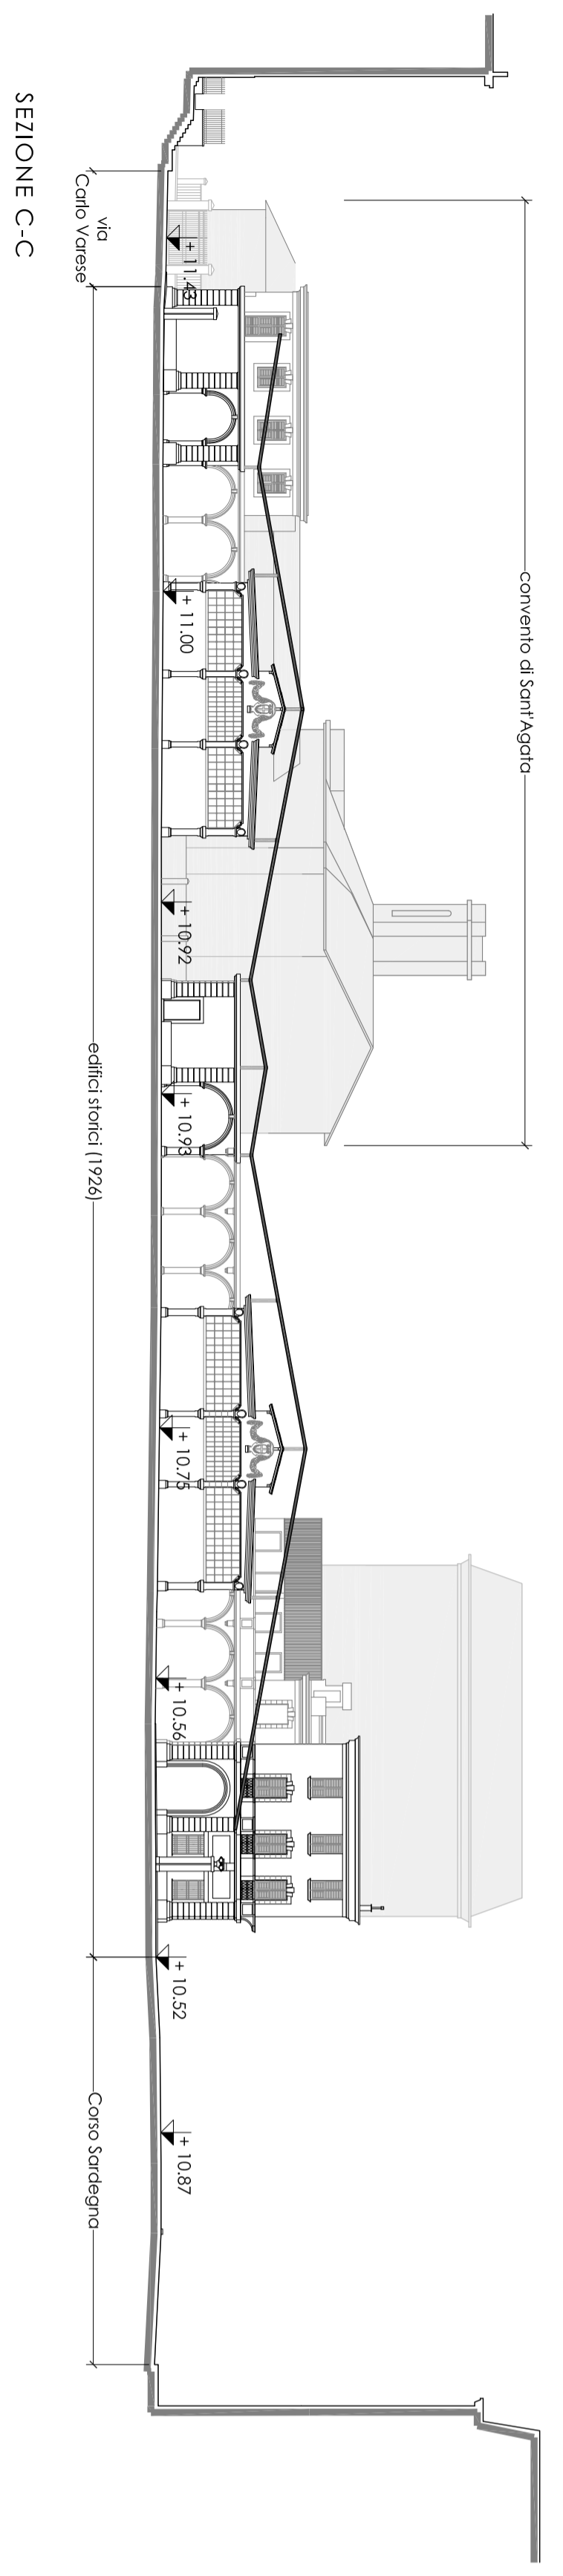 convento di Sant'Agata
+ 11.43
+ 11.00
+ 10.92
+ 10.93
+ 10.75
+ 10.56
+ 10.52
+ 10.87
via
Carlo Varese
edifici storici (1926)
Corso Sardegna
SEZIONE C-C